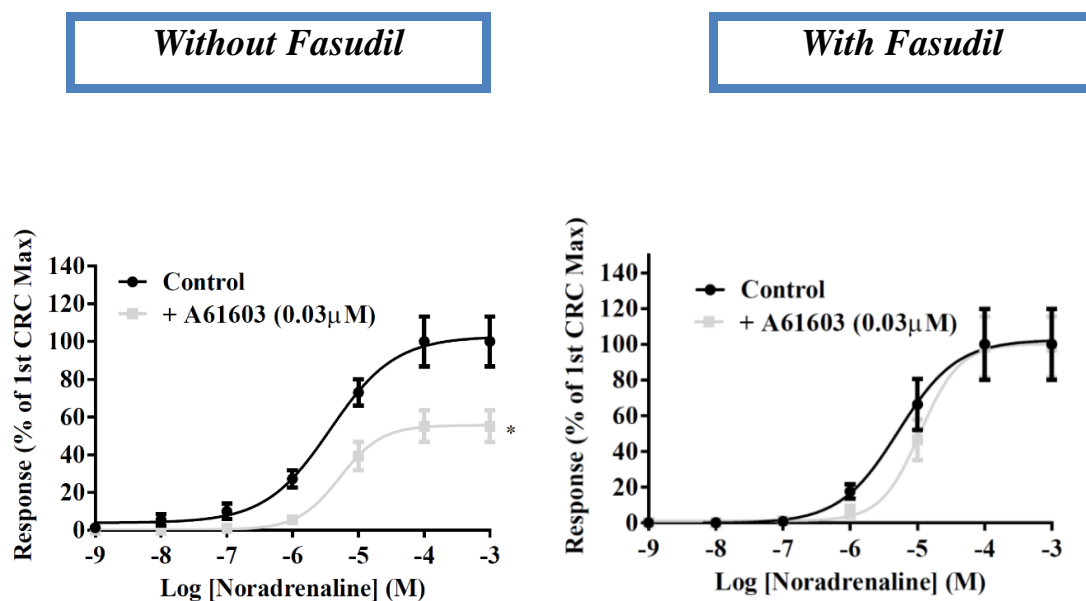 Without Fasudil
With Fasudil
Response (% of 1st CRC Max)
140
120
100
80
60
40
20
0
Control
+ A61603 (0.03μM)
*
-9 -8 -7 -6 -5 -4 -3
Log [Noradrenaline] (M)
Response (% of 1st CRC Max)
140
120
100
80
60
40
20
0
Control
+ A61603 (0.03μM)
-9 -8 -7 -6 -5 -4 -3
Log [Noradrenaline] (M)